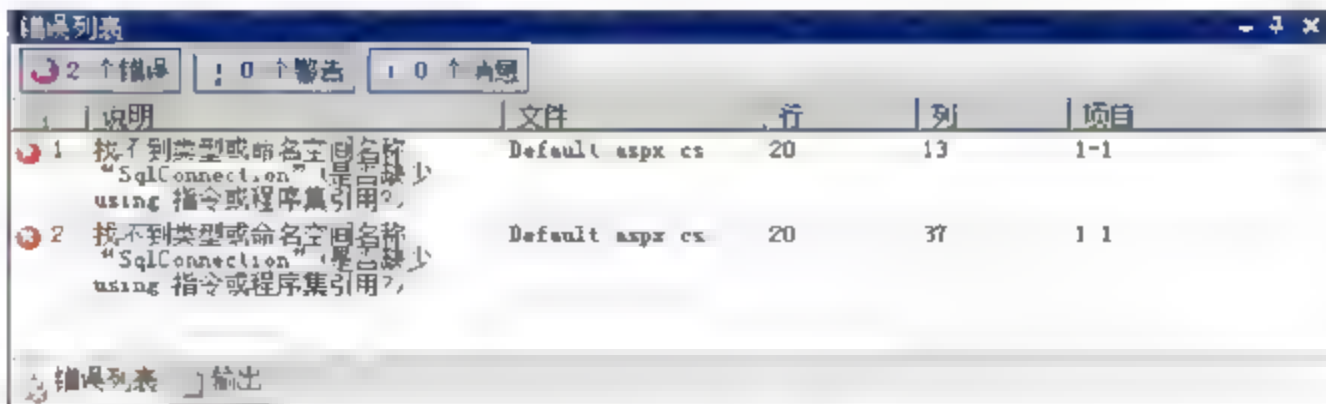 错误列表
2 个错误 0 个警告 0 个消息
说明 文件 行 列 项目
1 找不到类型或命名空间名称 Default.aspx.cs 20 13 1-1
“SqlConnection”(是否缺少
using 指令或程序集引用?)
2 找不到类型或命名空间名称 Default.aspx.cs 20 37 1-1
“SqlConnection”(是否缺少
using 指令或程序集引用?)
错误列表 输出